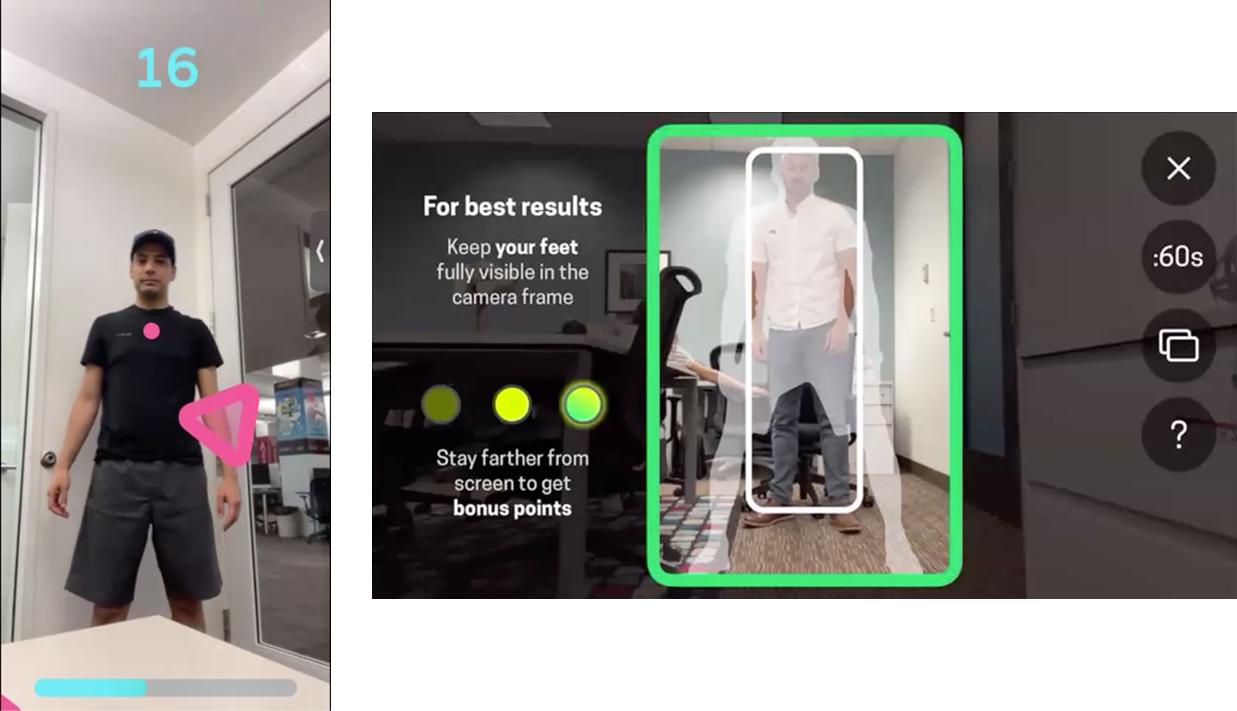 16
For best results
Keep your feet
fully visible in the
camera frame
Stay farther from
screen to get
bonus points
:60s
?